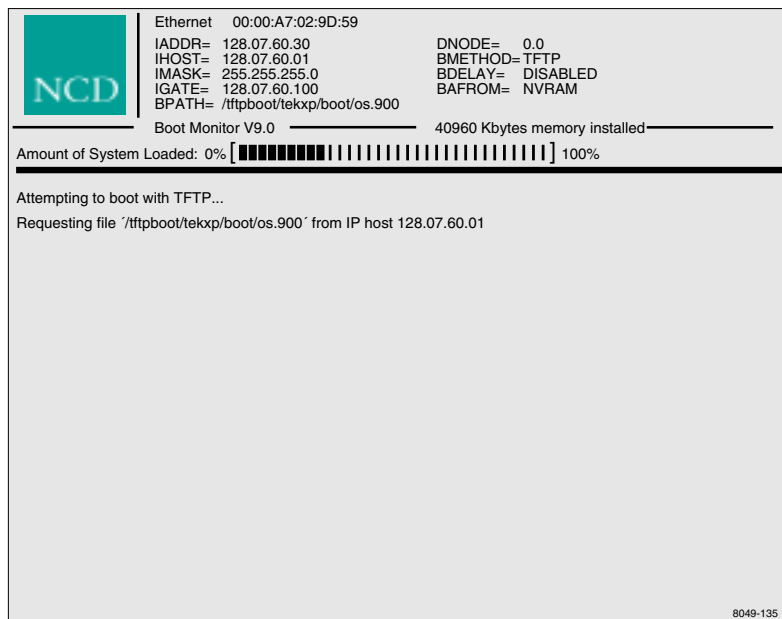 NCD
Ethernet 00:00:A7:02:9D:59
IADDR= 128.07.60.30 DNODE= 0.0
IHOST= 128.07.60.01 BMETHOD= TFTP
IMASK= 255.255.255.0 BDELAY= DISABLED
IGATE= 128.07.60.100 BAFROM= NVRAM
BPATH= /tftpboot/tekxp/boot/os.900
Boot Monitor V9.0 40960 Kbytes memory installed
Amount of System Loaded: 0% [ ] 100%
Attempting to boot with TFTP...
Requesting file ´/tftpboot/tekxp/boot/os.900´ from IP host 128.07.60.01
8049-135